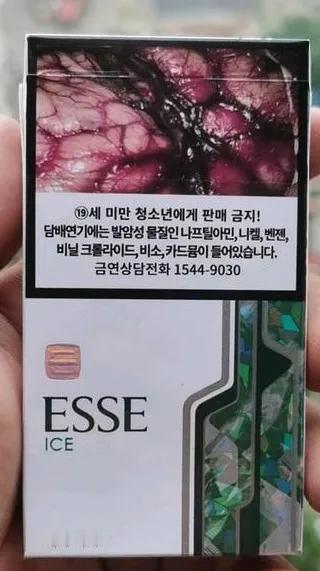 ⑲세 미만 청소년에게 판매 금지!
담배연기에는 발암성 물질인 나프틸아민, 니켈, 벤젠,
비닐 크롤라이드, 비소, 카드뮴이 들어있습니다.
금연상담전화 1544-9030
ESSE
ICE